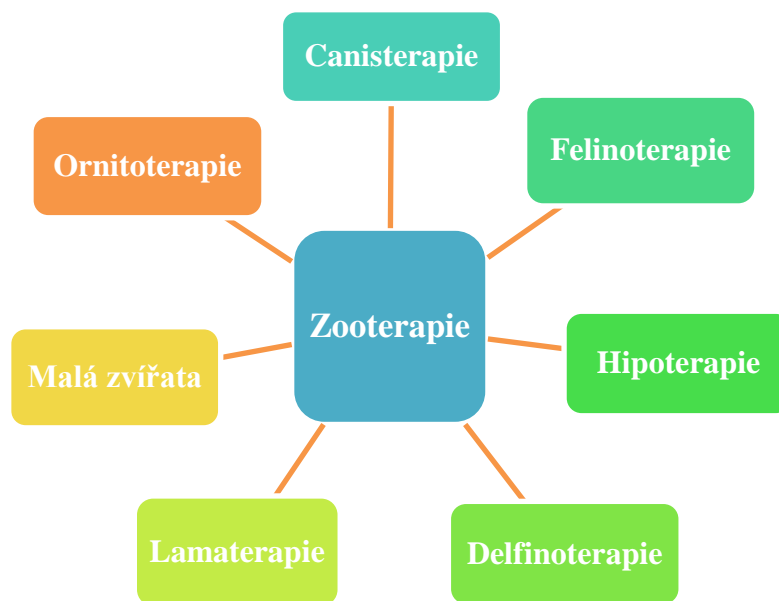 Canisterapie
Felinoterapie
Ornitoterapie
Zooterapie
Hipoterapie
Malá zvířata
Lamaterapie
Delfinoterapie